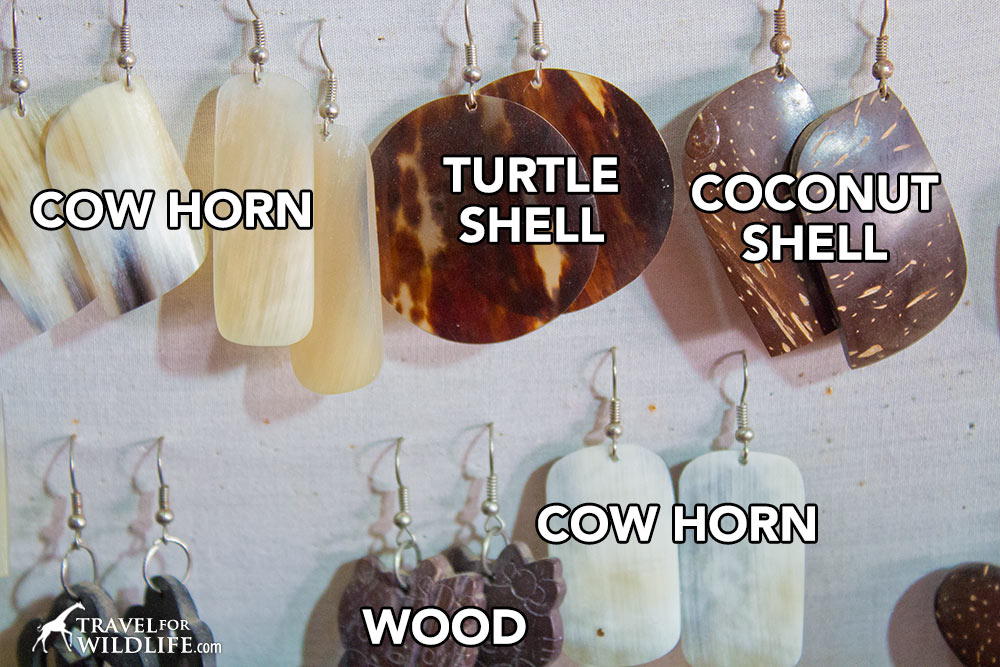 COW HORN
TURTLE
SHELL
COCONUT
SHELL
COW HORN
WOOD
TRAVEL FOR
WILDLIFE.com